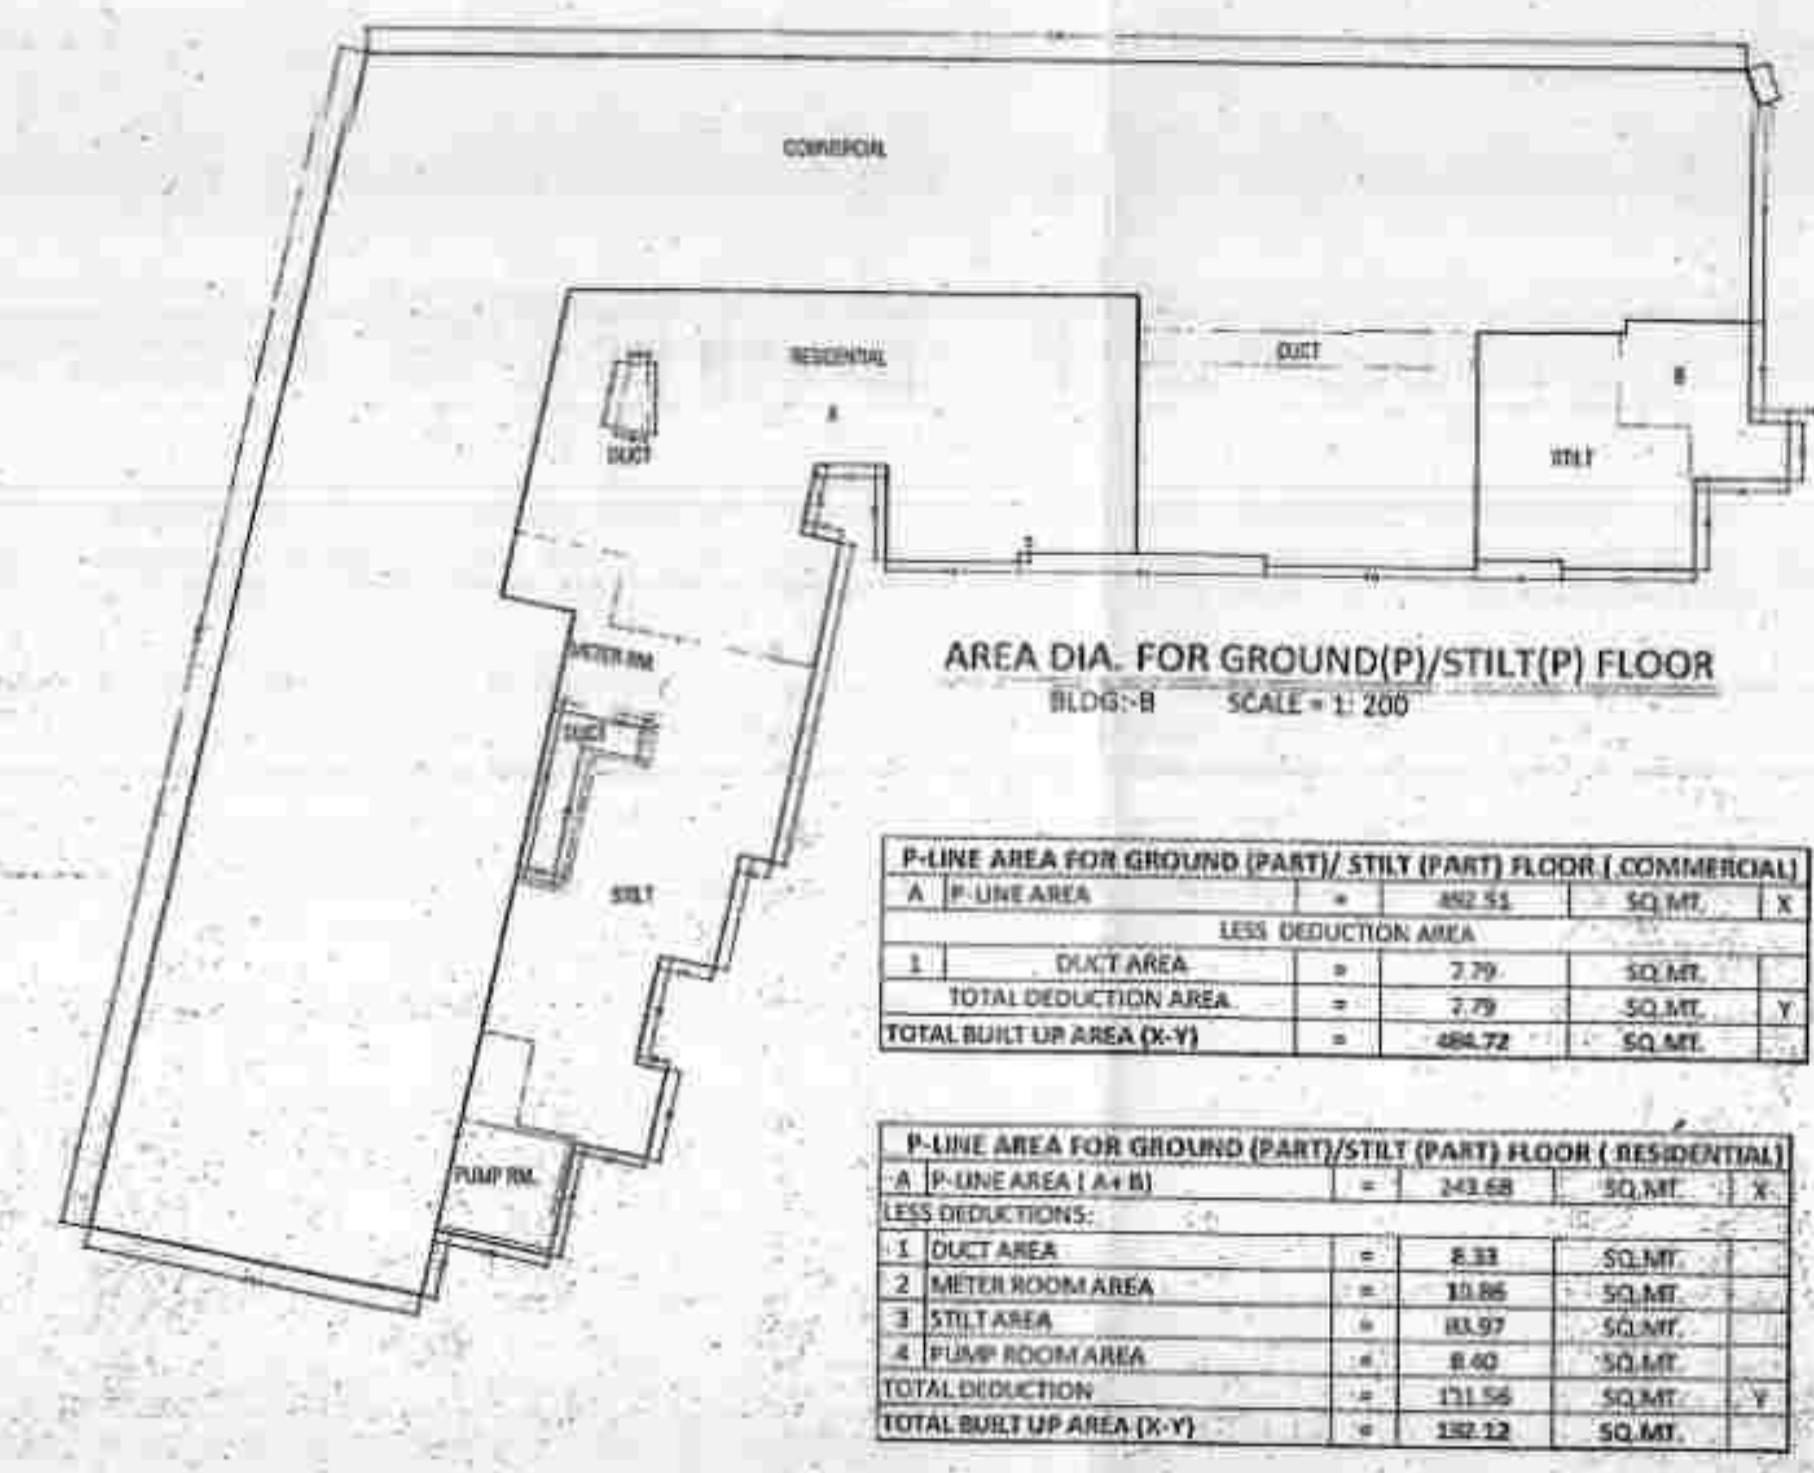 COMMERCIAL
RESIDENTIAL
A
DUCT
DUCT
B
STILT
METER RM.
DUCT
STILT
PUMP RM.
AREA DIA. FOR GROUND(P)/STILT(P) FLOOR
BLDG:-B SCALE = 1: 200
P-LINE AREA FOR GROUND (PART)/ STILT (PART) FLOOR ( COMMERCIAL)
A P-LINE AREA = 492.51 SQ.MT. X
LESS DEDUCTION AREA
1 DUCT AREA = 7.79 SQ.MT.
TOTAL DEDUCTION AREA = 7.79 SQ.MT. Y
TOTAL BUILT UP AREA (X-Y) = 484.72 SQ.MT.
P-LINE AREA FOR GROUND (PART)/STILT (PART) FLOOR ( RESIDENTIAL)
A P-LINE AREA ( A+ B) = 243.68 SQ.MT. X
LESS DEDUCTIONS:
1 DUCT AREA = 8.33 SQ.MT.
2 METER ROOM AREA = 10.86 SQ.MT.
3 STILT AREA = 83.97 SQ.MT.
4 PUMP ROOM AREA = 8.40 SQ.MT.
TOTAL DEDUCTION = 111.56 SQ.MT. Y
TOTAL BUILT UP AREA (X-Y) = 132.12 SQ.MT.